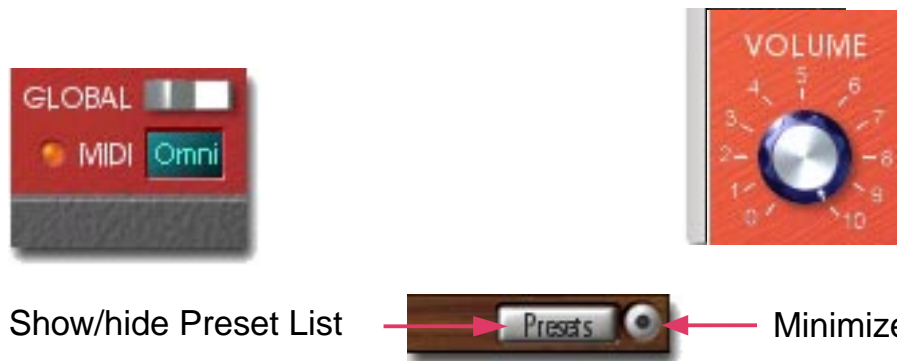 GLOBAL
MIDI Omni
VOLUME
0 1 2 3 4 5 6 7 8 9 10
Show/hide Preset List
Presets
Minimize